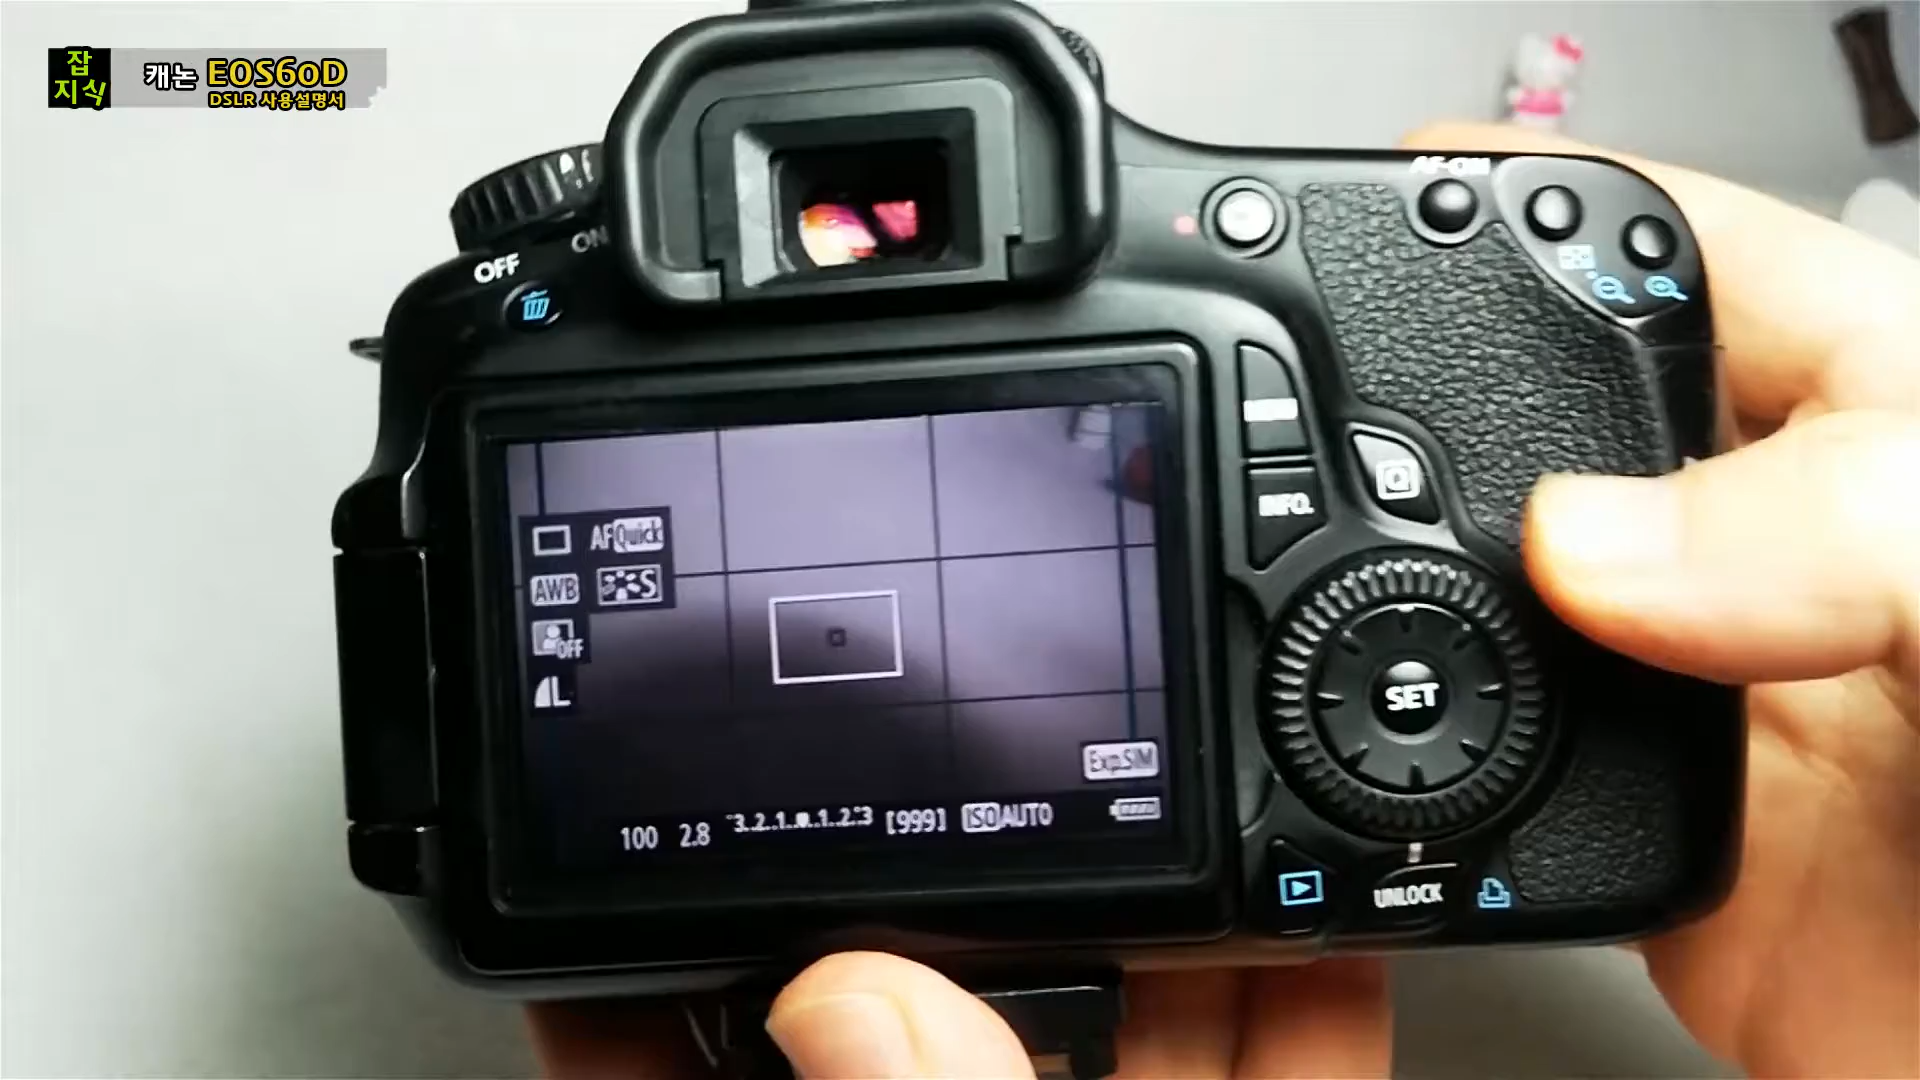 잡
지식
캐논 EOS60D
DSLR 사용설명서
AF-ON
ON
OFF
MENU
Q
INFO.
AF Quick
AWB
S
OFF
L
SET
Exp.SIM
100 2.8 -3..2..1..0..1..2..+3 [999] ISO AUTO
UNLOCK